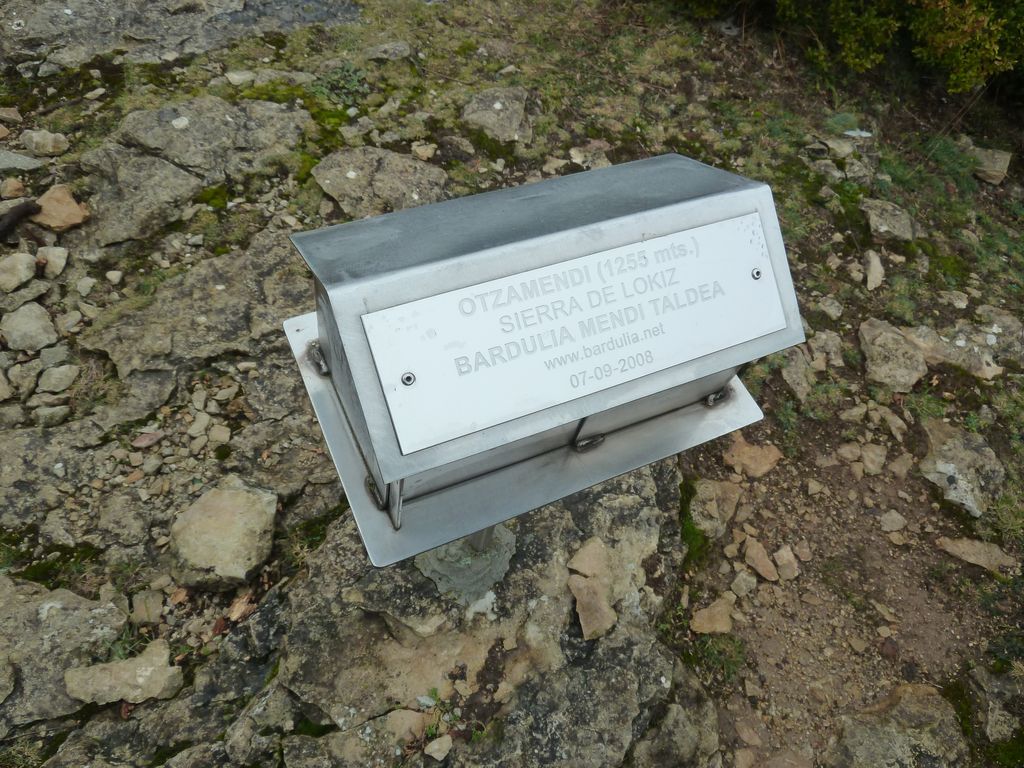 OTZAMENDI (1255 mts.)
SIERRA DE LOKIZ
BARDULIA MENDI TALDEA
www.bardulia.net
07-09-2008